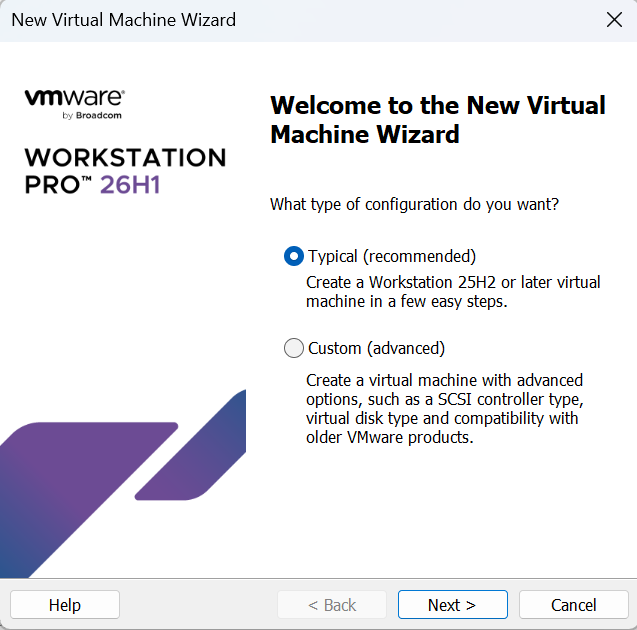 New Virtual Machine Wizard
vmware®
by Broadcom
WORKSTATION
PRO™ 26H1
Welcome to the New Virtual
Machine Wizard
What type of configuration do you want?
Typical (recommended)
Create a Workstation 25H2 or later virtual
machine in a few easy steps.
Custom (advanced)
Create a virtual machine with advanced
options, such as a SCSI controller type,
virtual disk type and compatibility with
older VMware products.
Help
< Back
Next >
Cancel